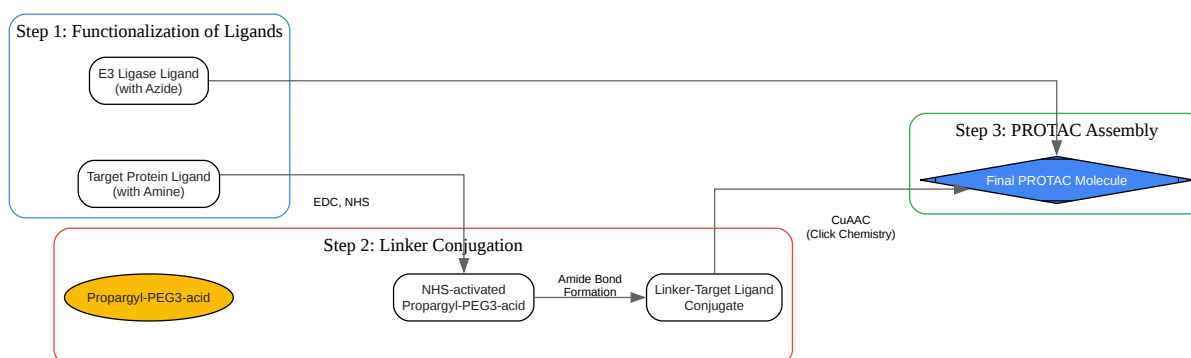 Step 1: Functionalization of Ligands
E3 Ligase Ligand
(with Azide)
Target Protein Ligand
(with Amine)
EDC, NHS
Step 2: Linker Conjugation
Propargyl-PEG3-acid
NHS-activated
Propargyl-PEG3-acid
Amide Bond
Formation
Linker-Target Ligand
Conjugate
CuAAC
(Click Chemistry)
Step 3: PROTAC Assembly
Final PROTAC Molecule